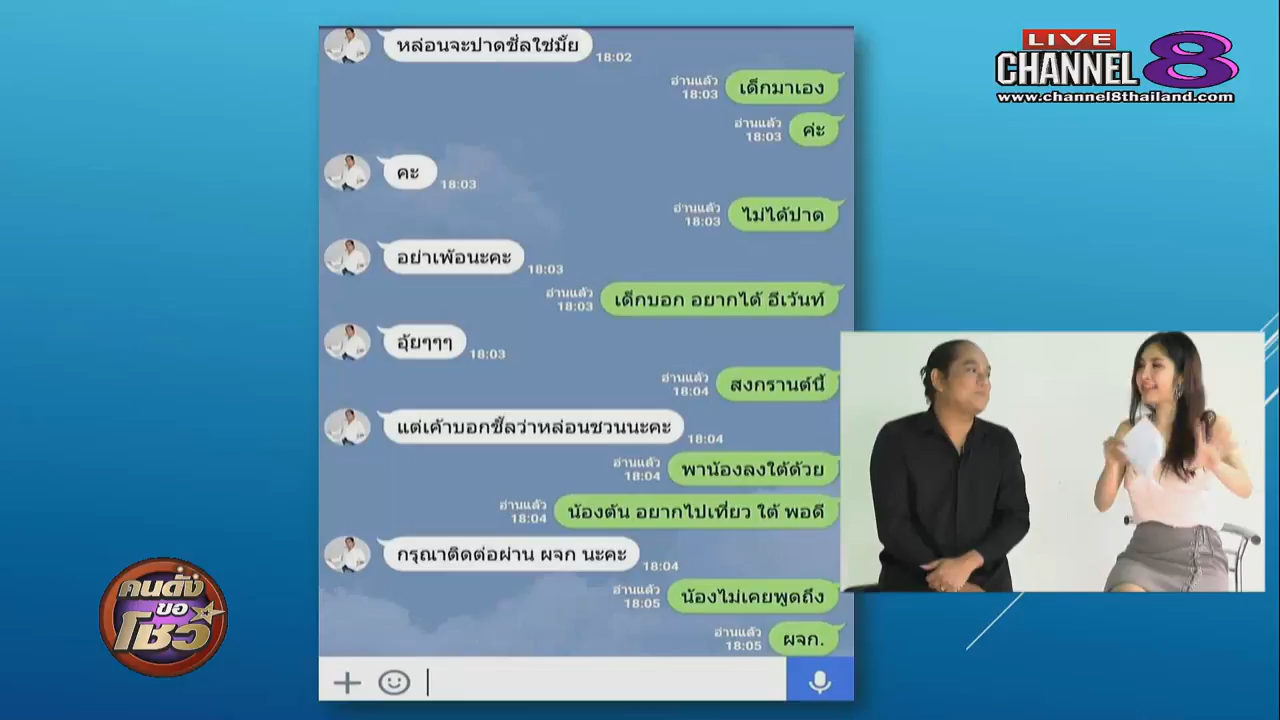 หล่อนจะปาดชั้ลใช่มั้ย
18:02
LIVE
CHANNEL 8
www.channel8thailand.com
อ่านแล้ว
18:03
เด็กมาเอง
อ่านแล้ว
18:03
ค่ะ
คะ
18:03
อ่านแล้ว
18:03
ไม่ได้ปาด
อย่าเพ้อนะคะ
18:03
อ่านแล้ว
18:03
เด็กบอก อยากได้ อีเว้นท์
อุ้ยๆๆๆ
18:03
อ่านแล้ว
18:04
สงกรานต์นี้
แต่เค้าบอกชั้ลว่าหล่อนชวนนะคะ
18:04
อ่านแล้ว
18:04
พาน้องลงใต้ด้วย
อ่านแล้ว
18:04
น้องต้น อยากไปเที่ยว ใต้ พอดี
กรุณาติดต่อผ่าน ผจก นะคะ
18:04
อ่านแล้ว
18:05
น้องไม่เคยพูดถึง
อ่านแล้ว
18:05
ผจก.
คนดัง
ขอ
โชว์